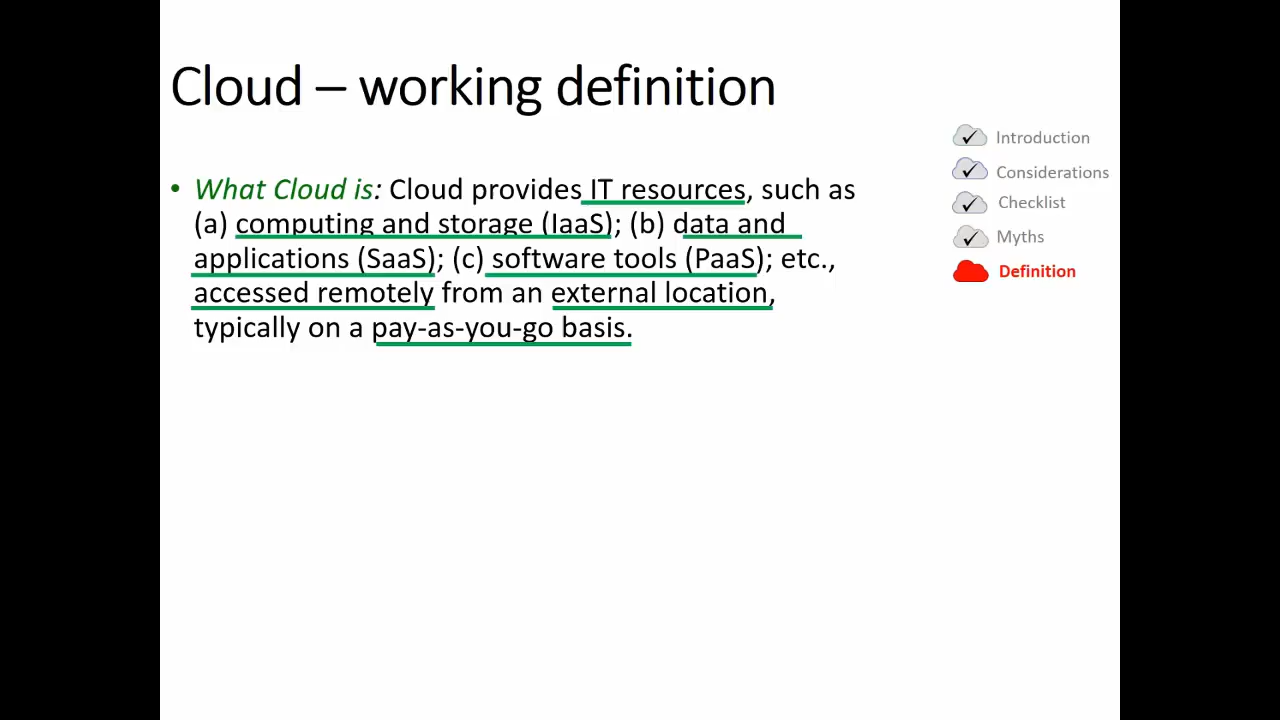 Cloud – working definition
• What Cloud is: Cloud provides IT resources, such as
(a) computing and storage (IaaS); (b) data and
applications (SaaS); (c) software tools (PaaS); etc.,
accessed remotely from an external location,
typically on a pay-as-you-go basis.
Introduction
Considerations
Checklist
Myths
Definition